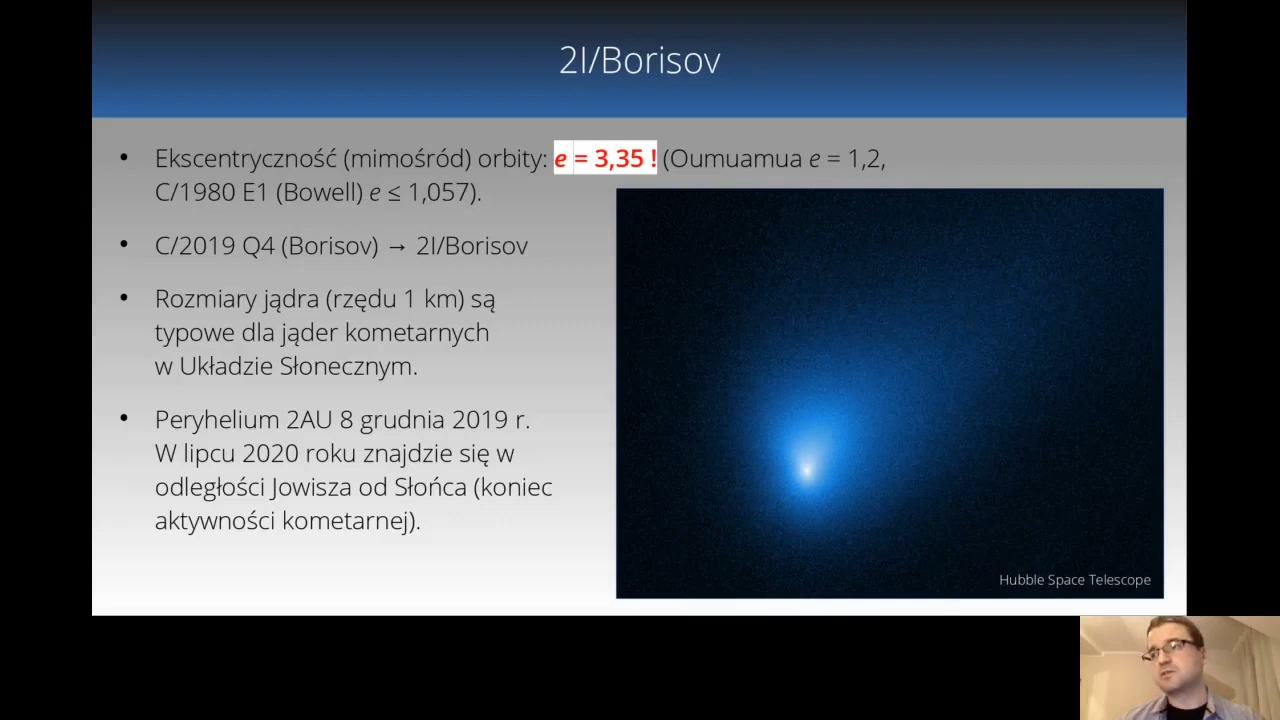 2I/Borisov
• Ekscentryczność (mimośród) orbity: e = 3,35 ! (Oumuamua e = 1,2,
C/1980 E1 (Bowell) e ≤ 1,057).
• C/2019 Q4 (Borisov) → 2I/Borisov
• Rozmiary jądra (rzędu 1 km) są
typowe dla jąder kometarnych
w Układzie Słonecznym.
• Peryhelium 2AU 8 grudnia 2019 r.
W lipcu 2020 roku znajdzie się w
odległości Jowisza od Słońca (koniec
aktywności kometarnej).
Hubble Space Telescope